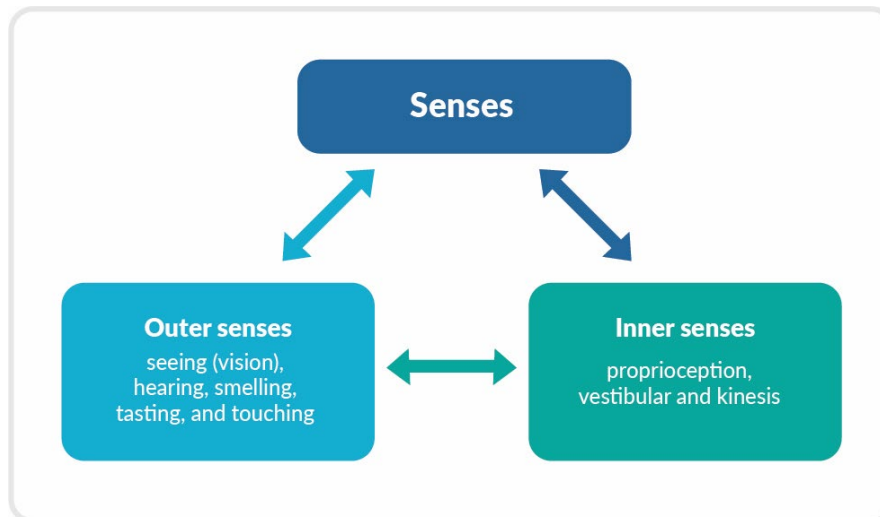 Senses
Outer senses
seeing (vision),
hearing, smelling,
tasting, and touching
Inner senses
proprioception,
vestibular and kinesis